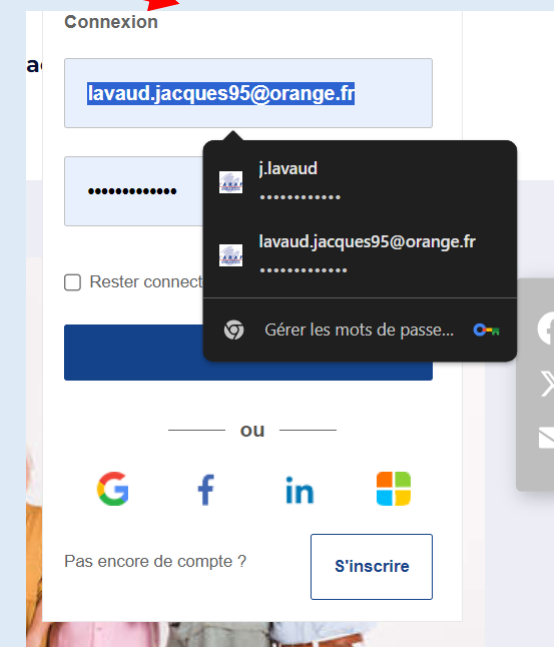 Connexion
lavaud.jacques95@orange.fr
•••••••••••••
j.lavaud
••••••••••••
lavaud.jacques95@orange.fr
•••••••••••••
Rester connect
Gérer les mots de passe...
ou
Pas encore de compte ?
S'inscrire